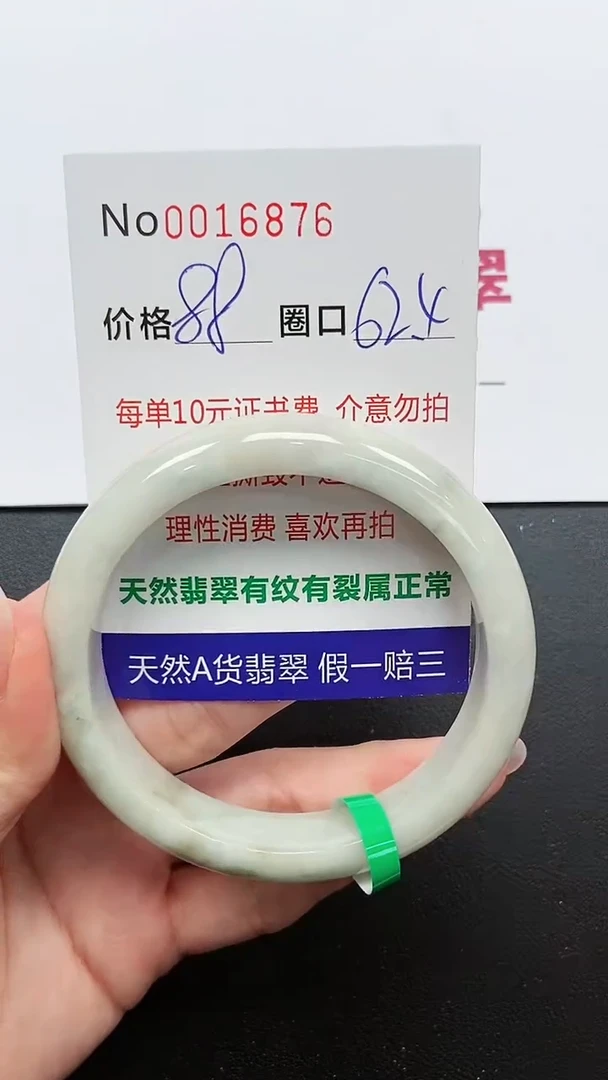 No0016876
价格88 圈口62.4
每单10元证书费 介意勿拍
理性消费 喜欢再拍
天然翡翠有纹有裂属正常
天然A货翡翠 假一赔三
翠